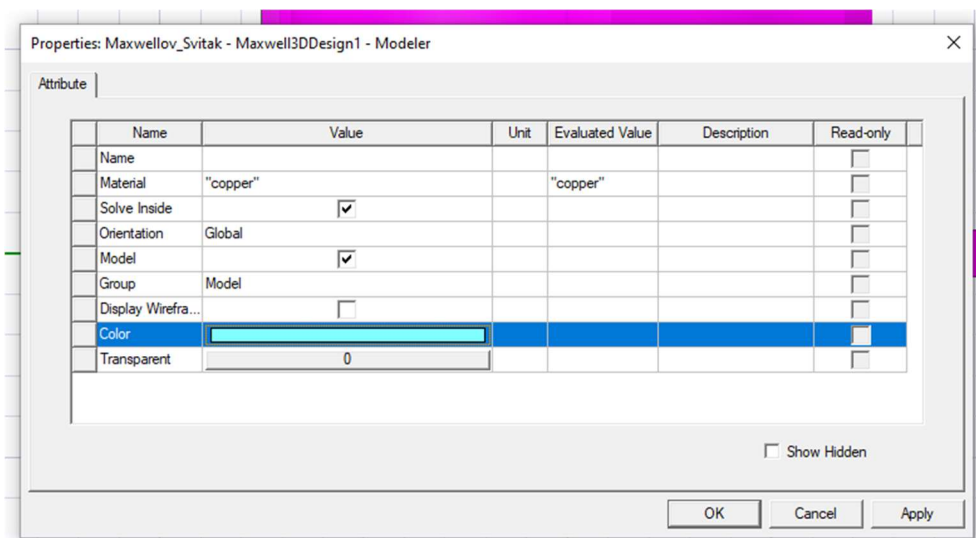 Properties: Maxwellov_Svitak - Maxwell3DDesign1 - Modeler
Attribute
Name Value Unit Evaluated Value Description Read-only
Name
Material "copper" "copper"
Solve Inside
Orientation Global
Model
Group Model
Display Wirefra...
Color
Transparent 0
Show Hidden
OK Cancel Apply